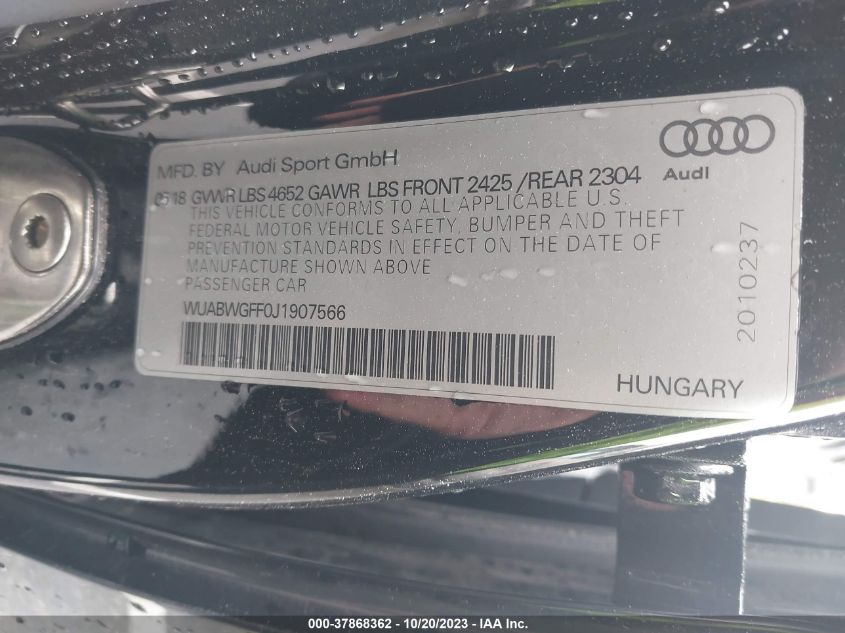 MFD. BY Audi Sport GmbH
0518 GVWR LBS 4652 GAWR LBS FRONT 2425 /REAR 2304
THIS VEHICLE CONFORMS TO ALL APPLICABLE U.S.
FEDERAL MOTOR VEHICLE SAFETY, BUMPER AND THEFT
PREVENTION STANDARDS IN EFFECT ON THE DATE OF
MANUFACTURE SHOWN ABOVE
PASSENGER CAR
WUABWGFF0J1907566
Audi
2010237
HUNGARY
000-37868362 - 10/20/2023 - IAA Inc.